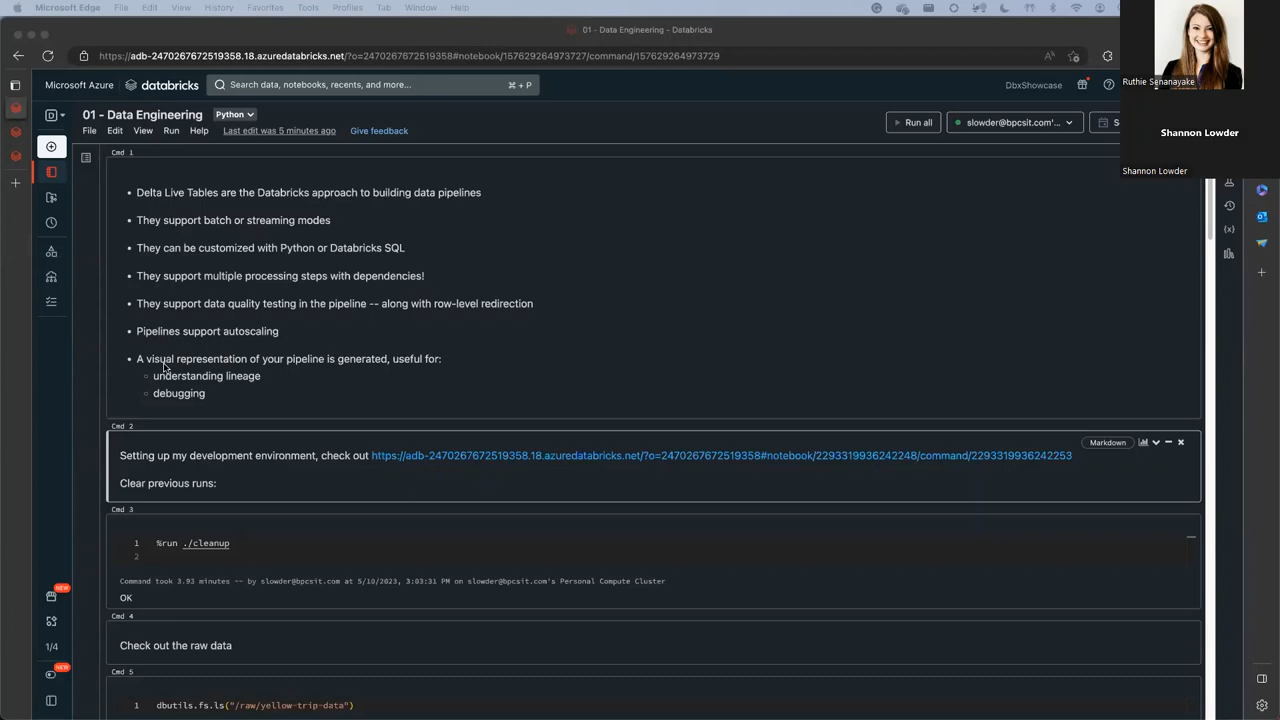 Microsoft Edge File Edit View History Favorites Tools Profiles Tab Window Help
01 - Data Engineering - Databricks
https://adb-2470267672519358.18.azuredatabricks.net/?o=2470267672519358#notebook/157629264973727/command/157629264973729
Ruthie Senanayake
Microsoft Azure databricks Search data, notebooks, recents, and more... ⌘ + P DbxShowcase
D 01 - Data Engineering Python
File Edit View Run Help Last edit was 5 minutes ago Give feedback
Run all slowder@bpcsit.com'... S
Shannon Lowder
Shannon Lowder
Cmd 1
• Delta Live Tables are the Databricks approach to building data pipelines
• They support batch or streaming modes
• They can be customized with Python or Databricks SQL
• They support multiple processing steps with dependencies!
• They support data quality testing in the pipeline -- along with row-level redirection
• Pipelines support autoscaling
• A visual representation of your pipeline is generated, useful for:
◦ understanding lineage
◦ debugging
Cmd 2
Markdown
Setting up my development environment, check out https://adb-2470267672519358.18.azuredatabricks.net/?o=2470267672519358#notebook/2293319936242248/command/2293319936242253
Clear previous runs:
Cmd 3
1 %run ./cleanup
2
Command took 3.93 minutes -- by slowder@bpcsit.com at 5/10/2023, 3:03:31 PM on slowder@bpcsit.com's Personal Compute Cluster
OK
Cmd 4
Check out the raw data
Cmd 5
1 dbutils.fs.ls("/raw/yellow-trip-data")
NEW
1/4
NEW